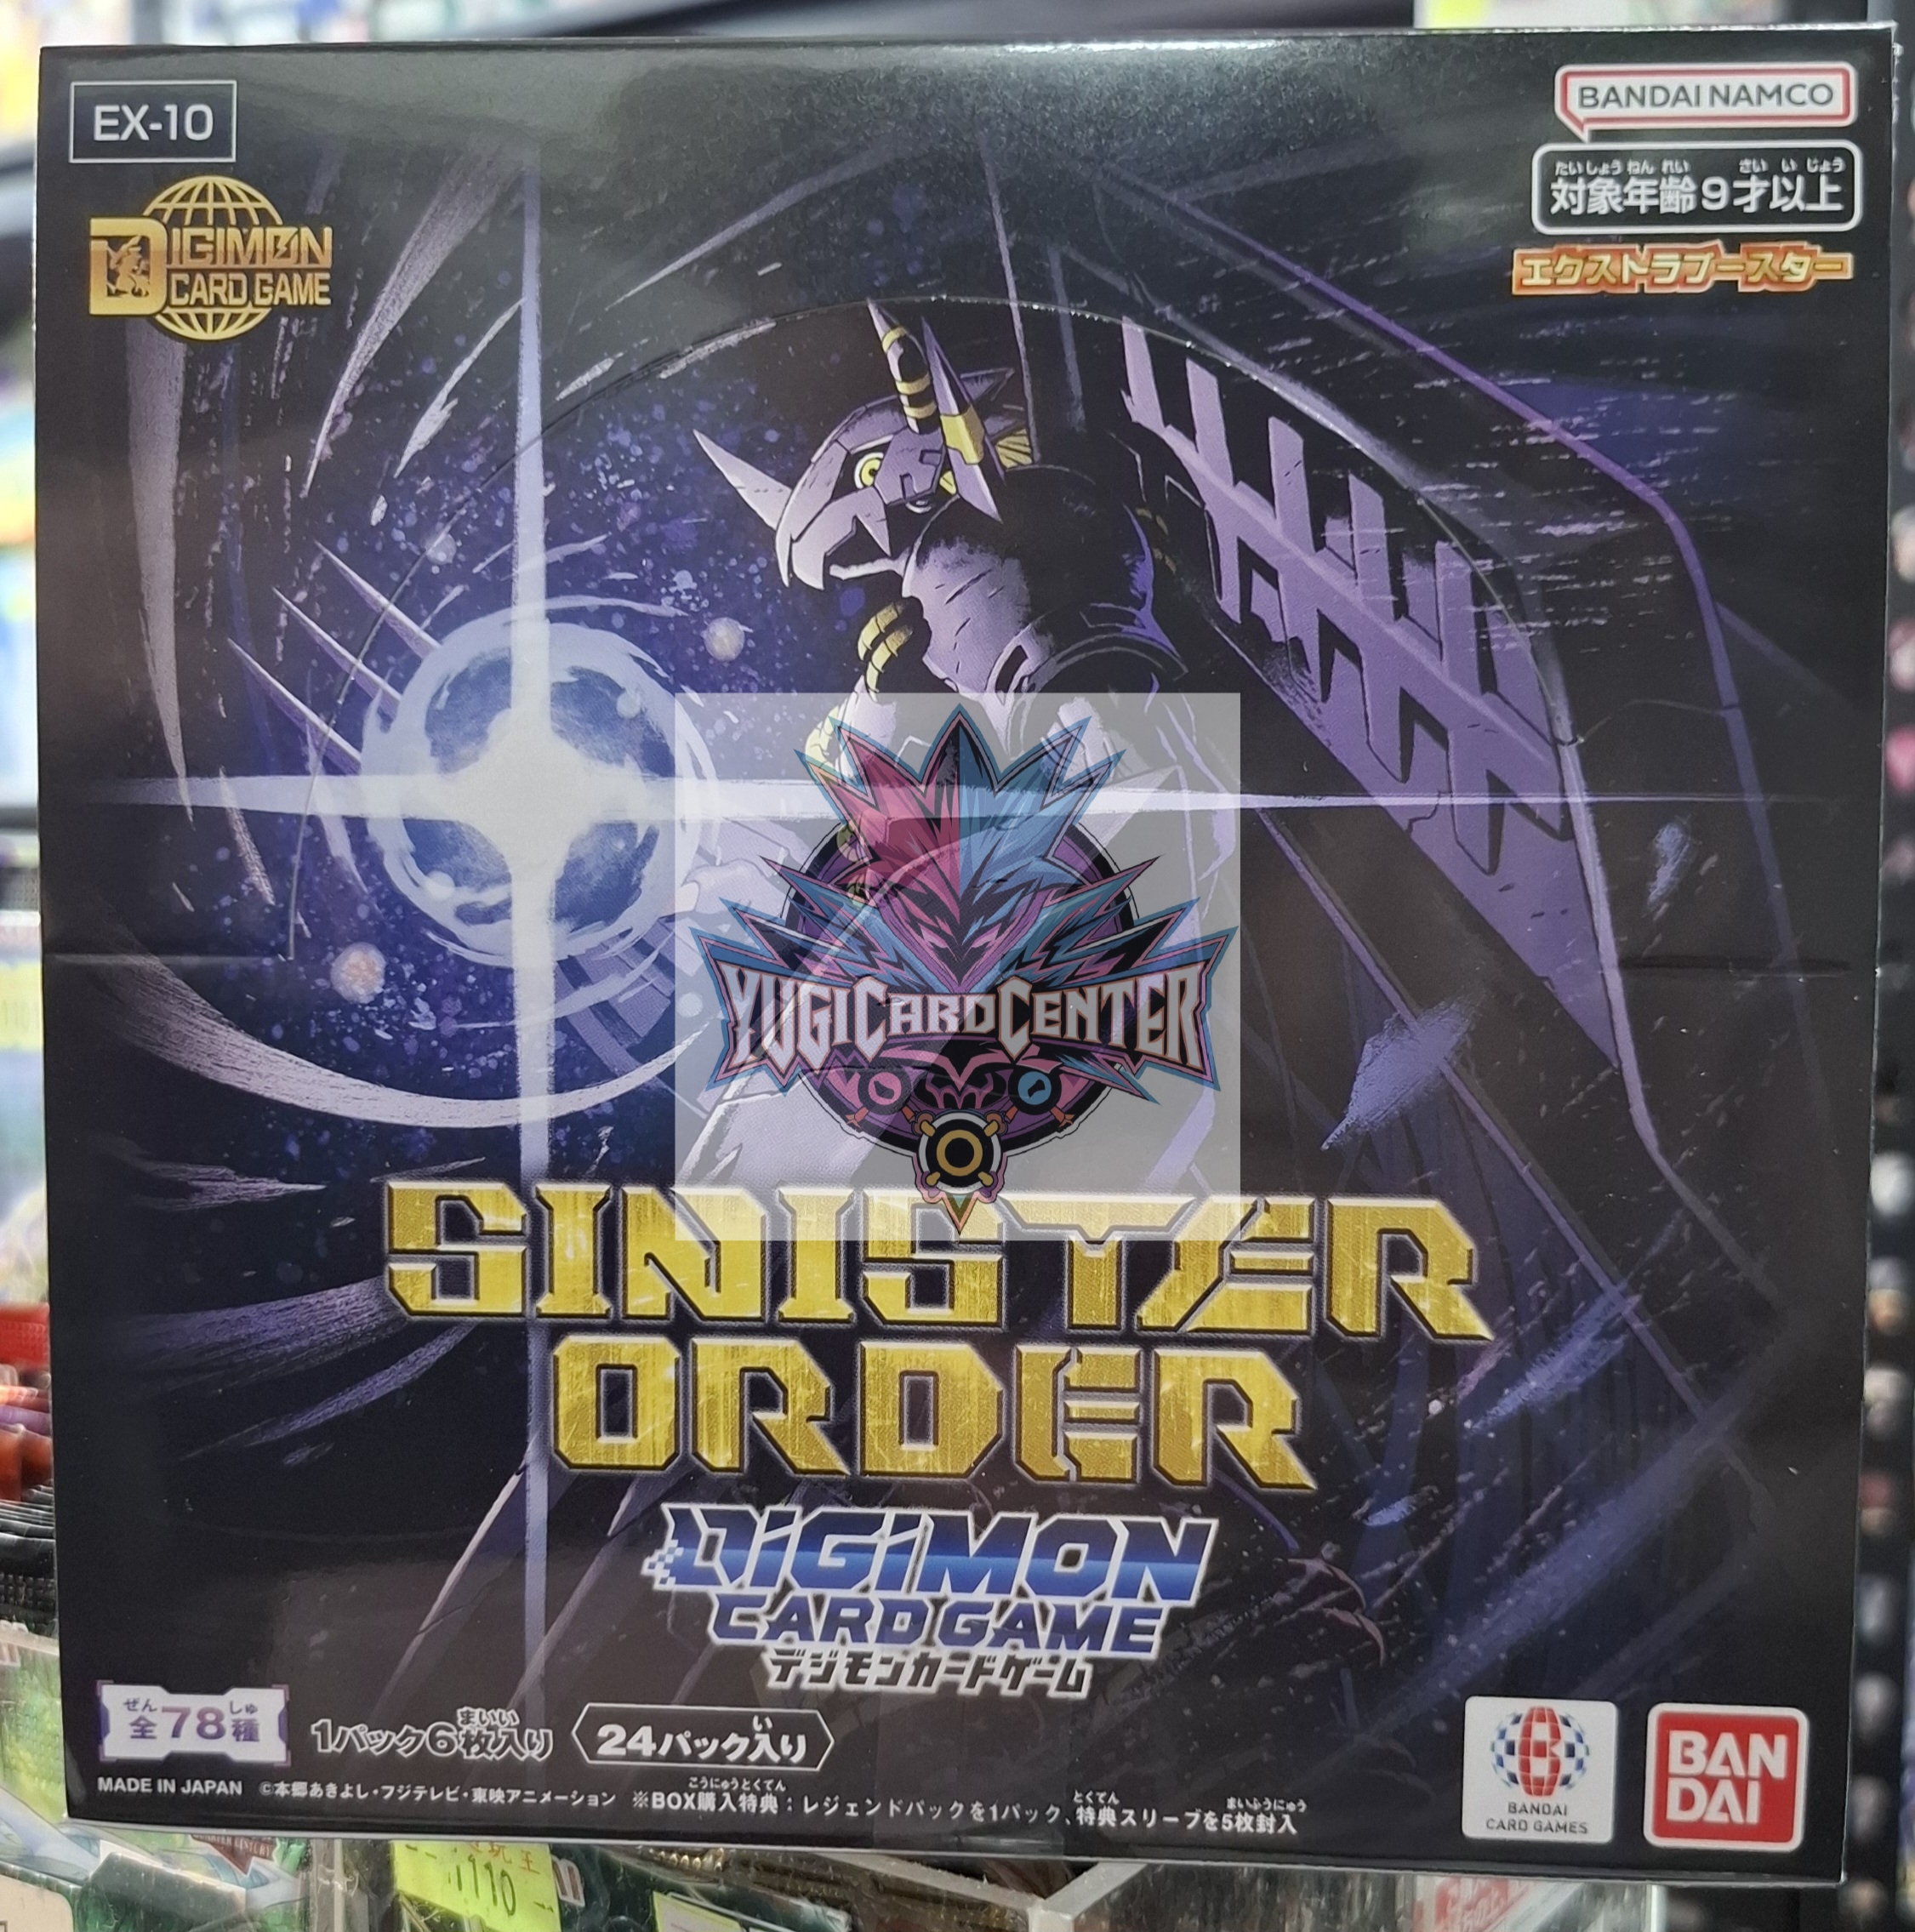 EX-10
BANDAI NAMCO
DIGIMON
CARD GAME
たいしょう ねん れい さい い じょう
対象年齢9才以上
エクストラブースター
YUGICARDCENTER
SINISTER
ORDER
DIGIMON
CARD GAME
デジモンカードゲーム
ぜん しゅ
全78種
まいい
1パック6枚入り
い
24パック入り
MADE IN JAPAN ©本郷あきよし・フジテレビ・東映アニメーション
こうにゅうとくてん とくてん まいふうにゅう
※BOX購入特典：レジェンドパックを1パック、特典スリーブを5枚封入
BANDAI
CARD GAMES
BAN
DAI
110